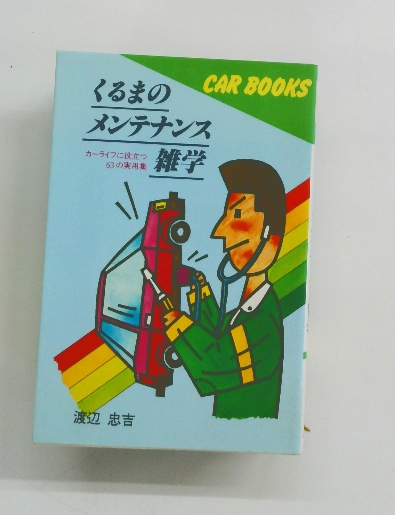 CAR BOOKS
くるまの
メンテナンス
カーライフに役立つ
63の実用集
雑学
渡辺 忠吉